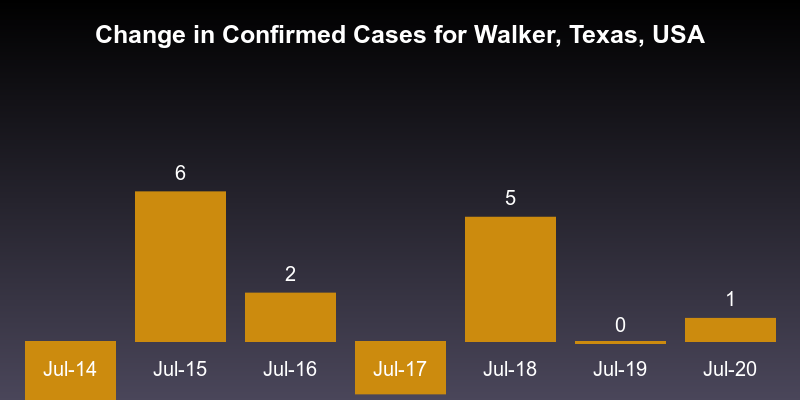 Change in Confirmed Cases for Walker, Texas, USA
6
2
5
0
1
Jul-14 Jul-15 Jul-16 Jul-17 Jul-18 Jul-19 Jul-20